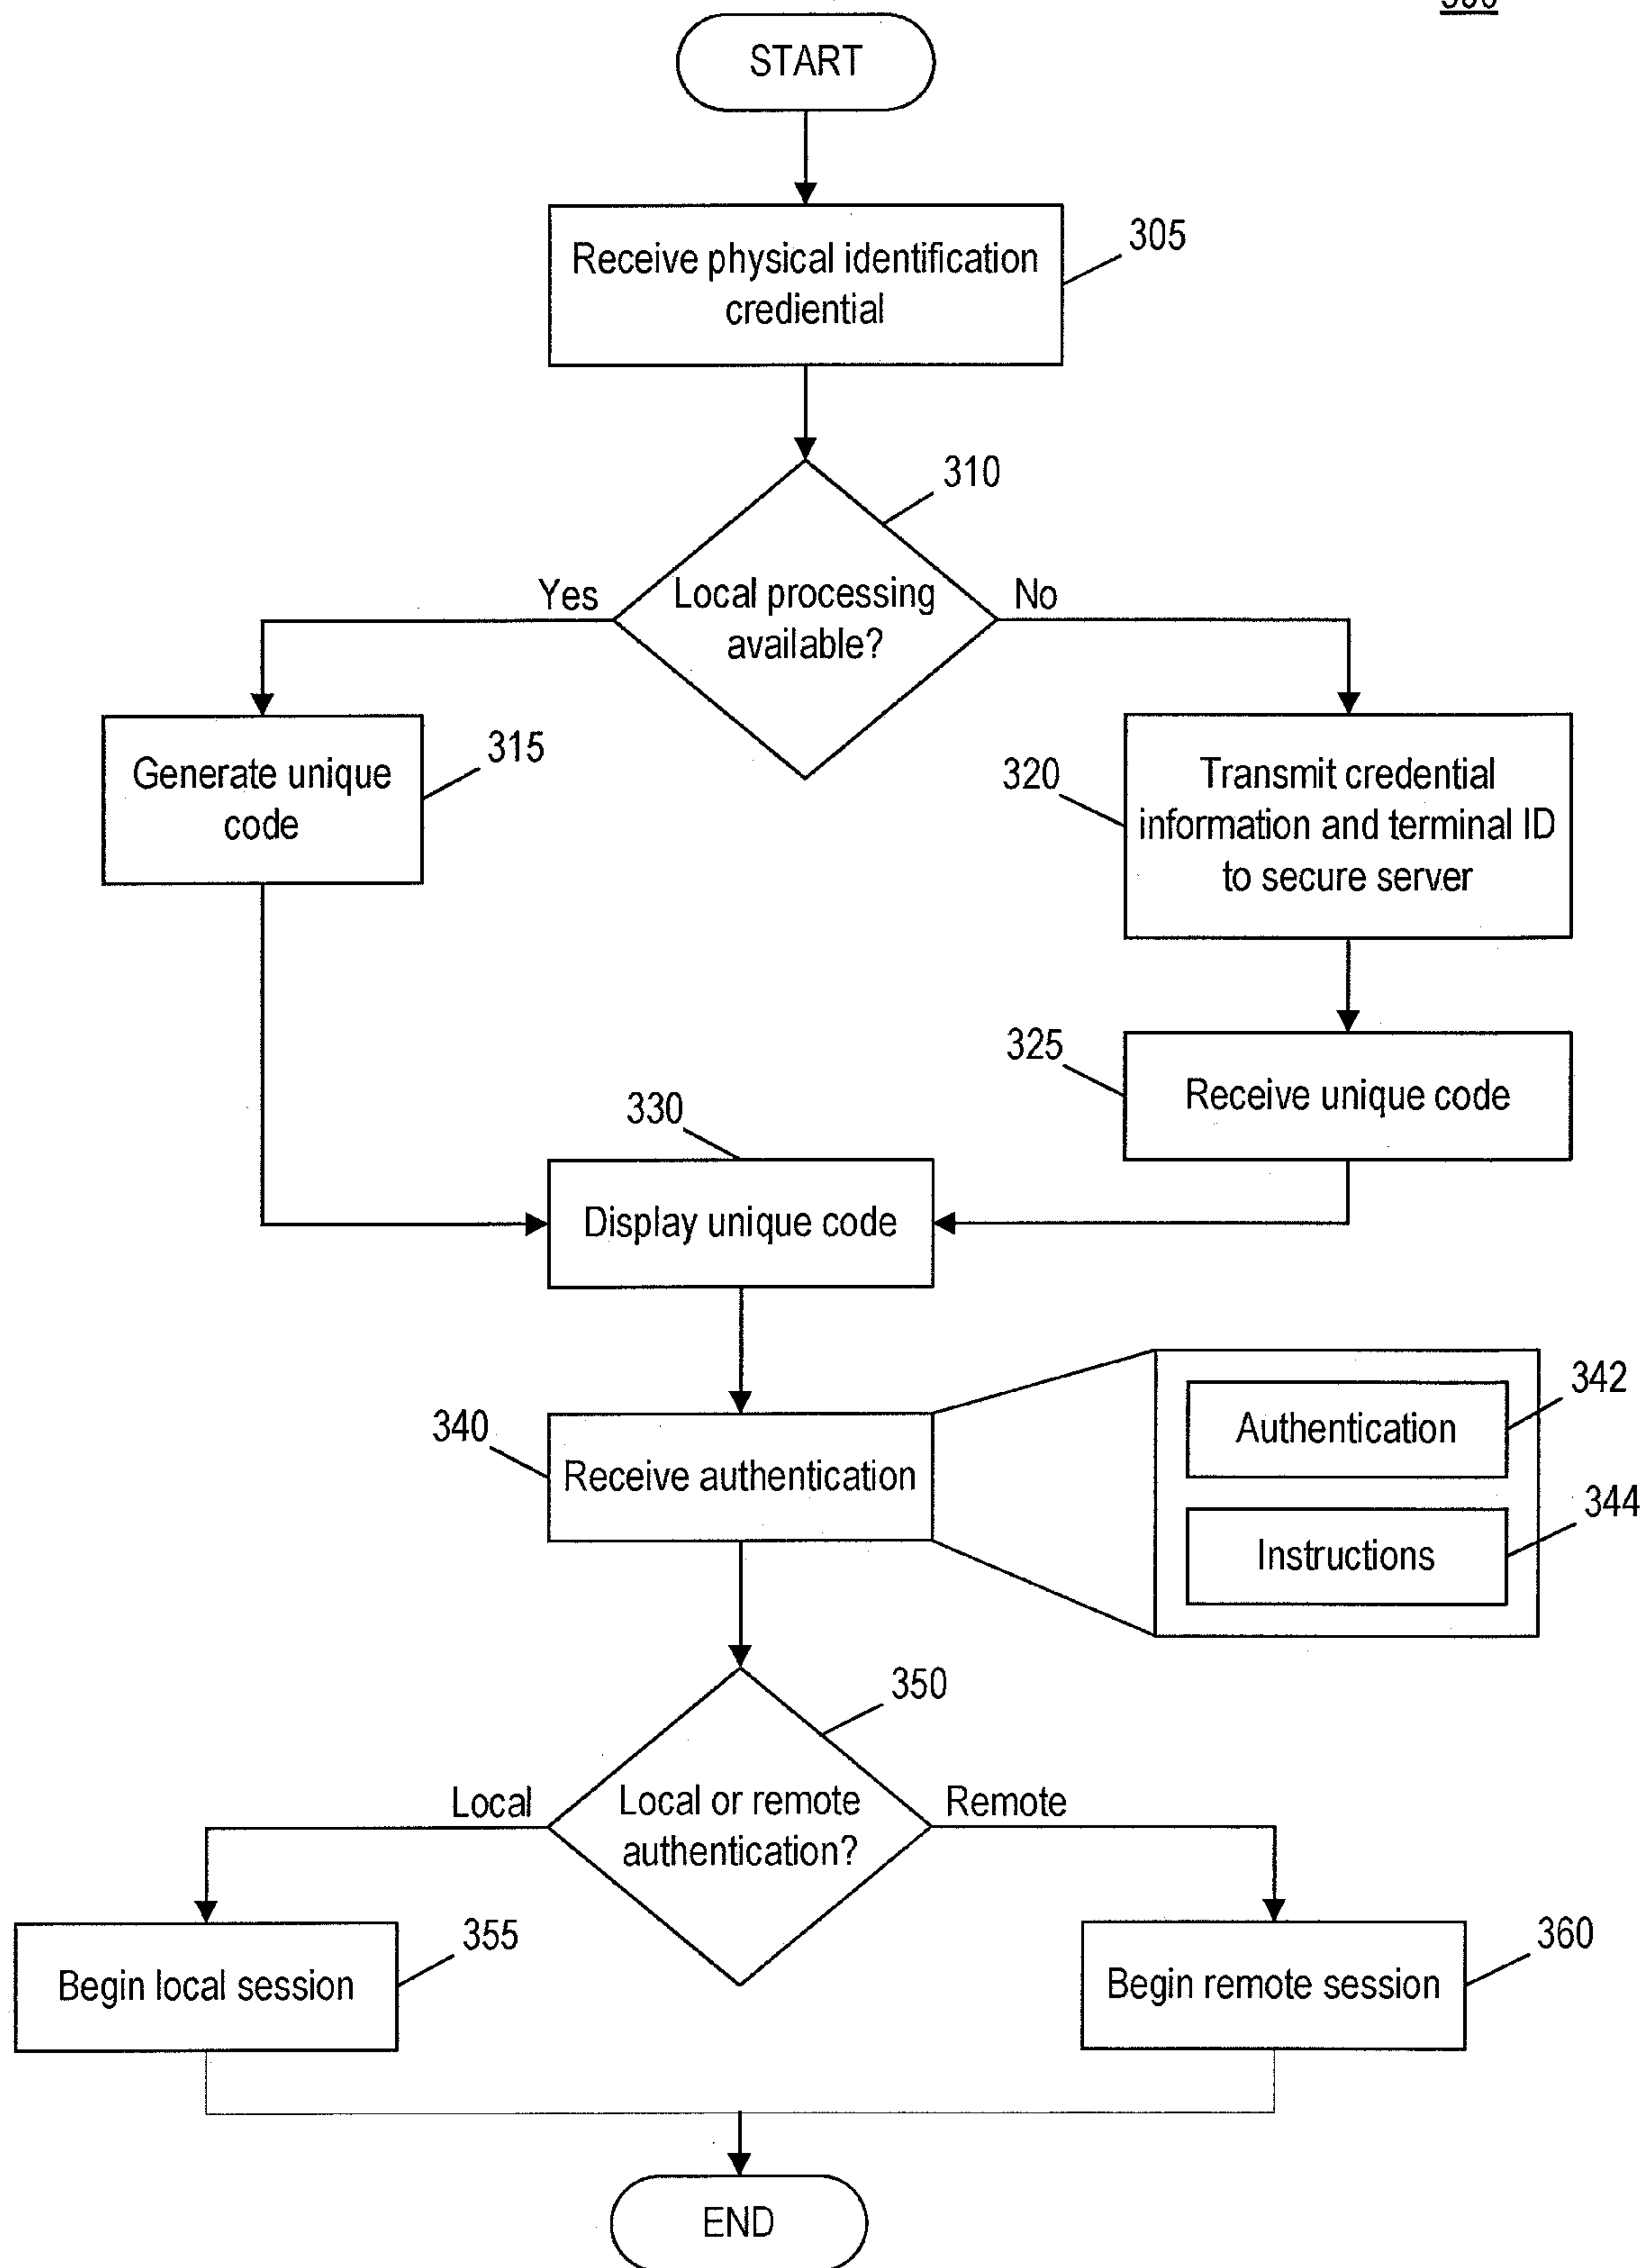 START
Receive physical identification
crediential
305
310
Local processing
available?
Yes
No
Generate unique
code
315
320
Transmit credential
information and terminal ID
to secure server
325
Receive unique code
330
Display unique code
340
Receive authentication
Authentication
342
Instructions
344
350
Local or remote
authentication?
Local
Remote
Begin local session
355
Begin remote session
360
END